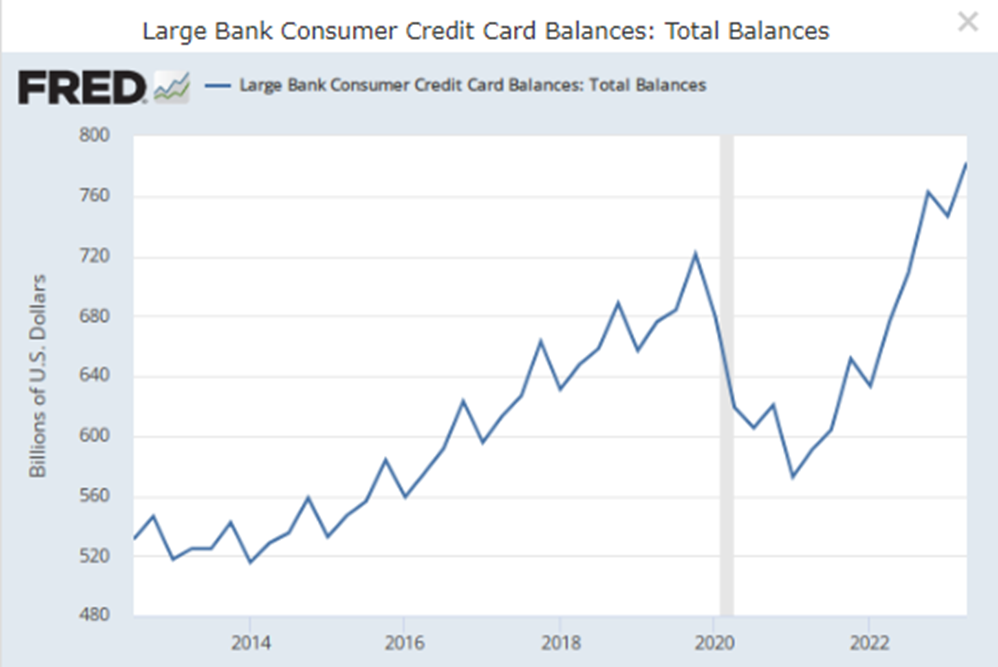 Large Bank Consumer Credit Card Balances: Total Balances
FRED
Large Bank Consumer Credit Card Balances: Total Balances
Billions of U.S. Dollars
800
760
720
680
640
600
560
520
480
2014 2016 2018 2020 2022